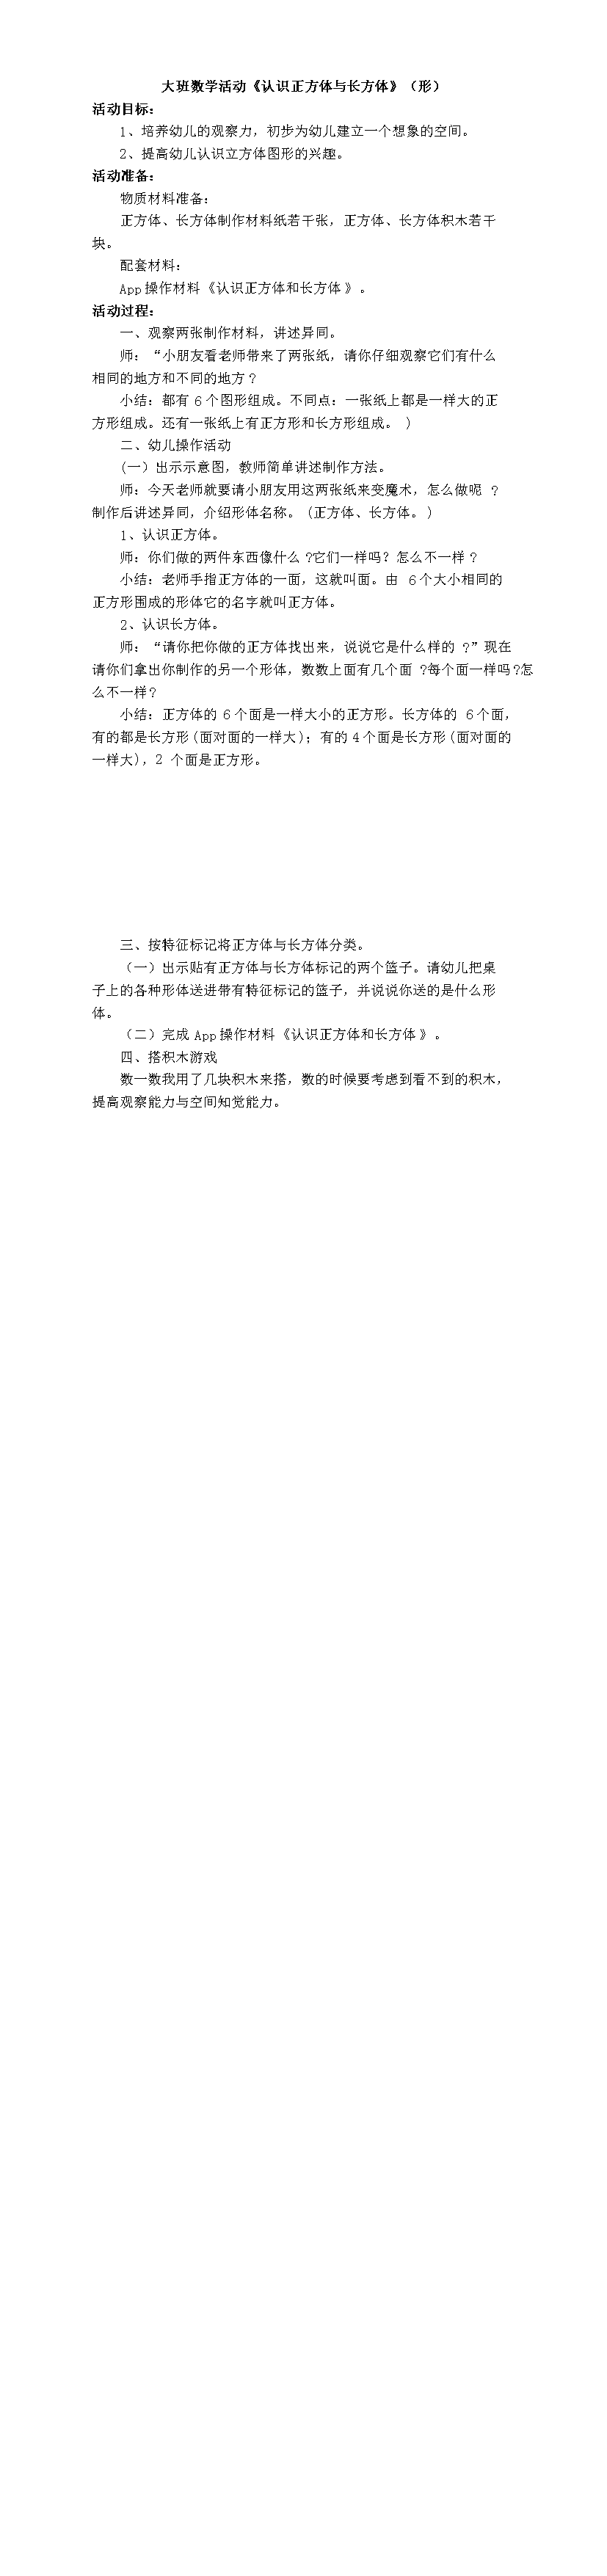 大班数学活动《认识正方体与长方体》（形）
活动目标：
1、培养幼儿的观察力，初步为幼儿建立一个想象的空间。
2、提高幼儿认识立方体图形的兴趣。
活动准备：
物质材料准备：
正方体、长方体制作材料纸若干张，正方体、长方体积木若干
块。
配套材料：
App 操作材料《认识正方体和长方体》。
活动过程：
一、观察两张制作材料，讲述异同。
师：“小朋友看老师带来了两张纸，请你仔细观察它们有什么
相同的地方和不同的地方?
小结：都有 6 个图形组成。不同点：一张纸上都是一样大的正
方形组成。还有一张纸上有正方形和长方形组成。 )
二、幼儿操作活动
(一）出示示意图，教师简单讲述制作方法。
师：今天老师就要请小朋友用这两张纸来变魔术，怎么做呢 ?
制作后讲述异同，介绍形体名称。 (正方体、长方体。 )
1、认识正方体。
师：你们做的两件东西像什么 ?它们一样吗？怎么不一样?
小结：老师手指正方体的一面，这就叫面。由 6 个大小相同的
正方形围成的形体它的名字就叫正方体。
2、认识长方体。
师：“请你把你做的正方体找出来，说说它是什么样的 ?”现在
请你们拿出你制作的另一个形体，数数上面有几个面 ?每个面一样吗?怎
么不一样?
小结：正方体的 6 个面是一样大小的正方形。长方体的 6 个面，
有的都是长方形(面对面的一样大)；有的 4 个面是长方形(面对面的
一样大)，2 个面是正方形。
三、按特征标记将正方体与长方体分类。
（一）出示贴有正方体与长方体标记的两个篮子。请幼儿把桌
子上的各种形体送进带有特征标记的篮子，并说说你送的是什么形
体。
（二）完成 App 操作材料《认识正方体和长方体》。
四、搭积木游戏
数一数我用了几块积木来搭，数的时候要考虑到看不到的积木，
提高观察能力与空间知觉能力。